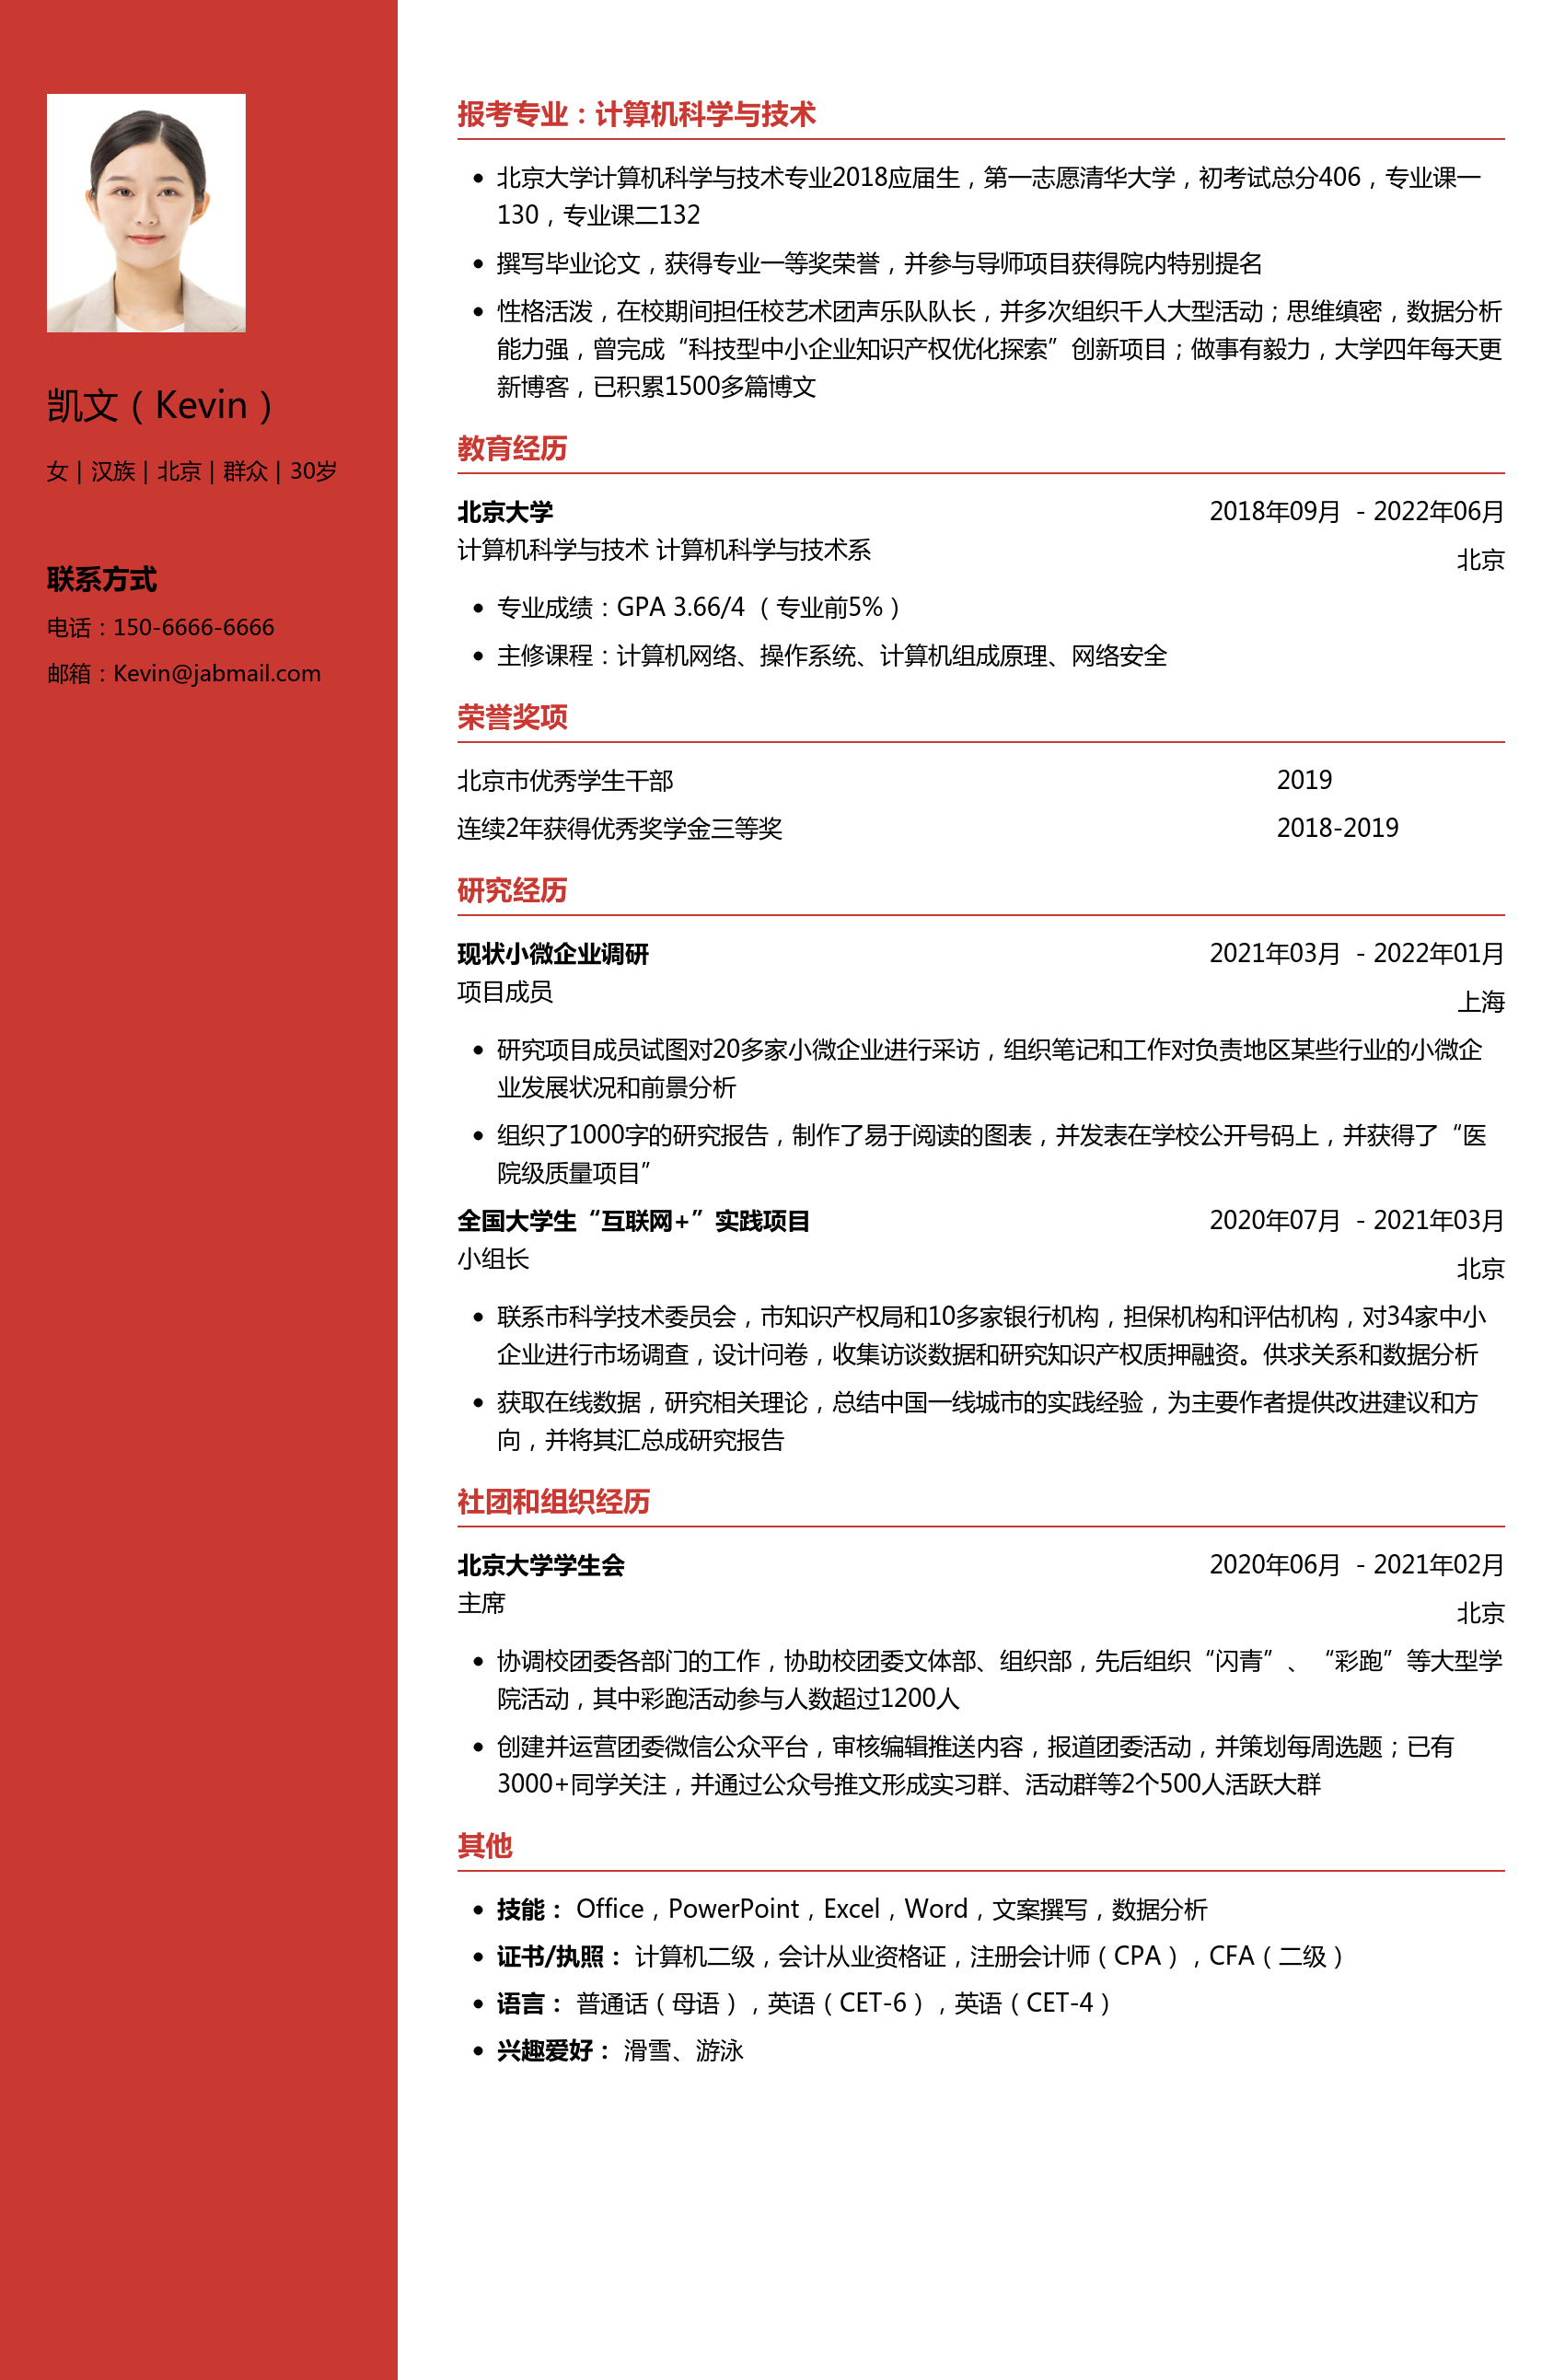 凯文（Kevin）
女 | 汉族 | 北京 | 群众 | 30岁
联系方式
电话：150-6666-6666
邮箱：Kevin@jabmail.com
报考专业：计算机科学与技术
北京大学计算机科学与技术专业2018应届生，第一志愿清华大学，初考试总分406，专业课一
130，专业课二132
撰写毕业论文，获得专业一等奖荣誉，并参与导师项目获得院内特别提名
性格活泼，在校期间担任校艺术团声乐队队长，并多次组织千人大型活动；思维缜密，数据分析
能力强，曾完成“科技型中小企业知识产权优化探索”创新项目；做事有毅力，大学四年每天更
新博客，已积累1500多篇博文
教育经历
北京大学 2018年09月 - 2022年06月
计算机科学与技术 计算机科学与技术系 北京
专业成绩：GPA 3.66/4 （专业前5%）
主修课程：计算机网络、操作系统、计算机组成原理、网络安全
荣誉奖项
北京市优秀学生干部 2019
连续2年获得优秀奖学金三等奖 2018-2019
研究经历
现状小微企业调研 2021年03月 - 2022年01月
项目成员 上海
研究项目成员试图对20多家小微企业进行采访，组织笔记和工作对负责地区某些行业的小微企
业发展状况和前景分析
组织了1000字的研究报告，制作了易于阅读的图表，并发表在学校公开号码上，并获得了“医
院级质量项目”
全国大学生“互联网+”实践项目 2020年07月 - 2021年03月
小组长 北京
联系市科学技术委员会，市知识产权局和10多家银行机构，担保机构和评估机构，对34家中小
企业进行市场调查，设计问卷，收集访谈数据和研究知识产权质押融资。供求关系和数据分析
获取在线数据，研究相关理论，总结中国一线城市的实践经验，为主要作者提供改进建议和方
向，并将其汇总成研究报告
社团和组织经历
北京大学学生会 2020年06月 - 2021年02月
主席 北京
协调校团委各部门的工作，协助校团委文体部、组织部，先后组织“闪青”、“彩跑”等大型学
院活动，其中彩跑活动参与人数超过1200人
创建并运营团委微信公众平台，审核编辑推送内容，报道团委活动，并策划每周选题；已有
3000+同学关注，并通过公众号推文形成实习群、活动群等2个500人活跃大群
其他
技能： Office，PowerPoint，Excel，Word，文案撰写，数据分析
证书/执照： 计算机二级，会计从业资格证，注册会计师（CPA），CFA（二级）
语言： 普通话（母语），英语（CET-6），英语（CET-4）
兴趣爱好： 滑雪、游泳